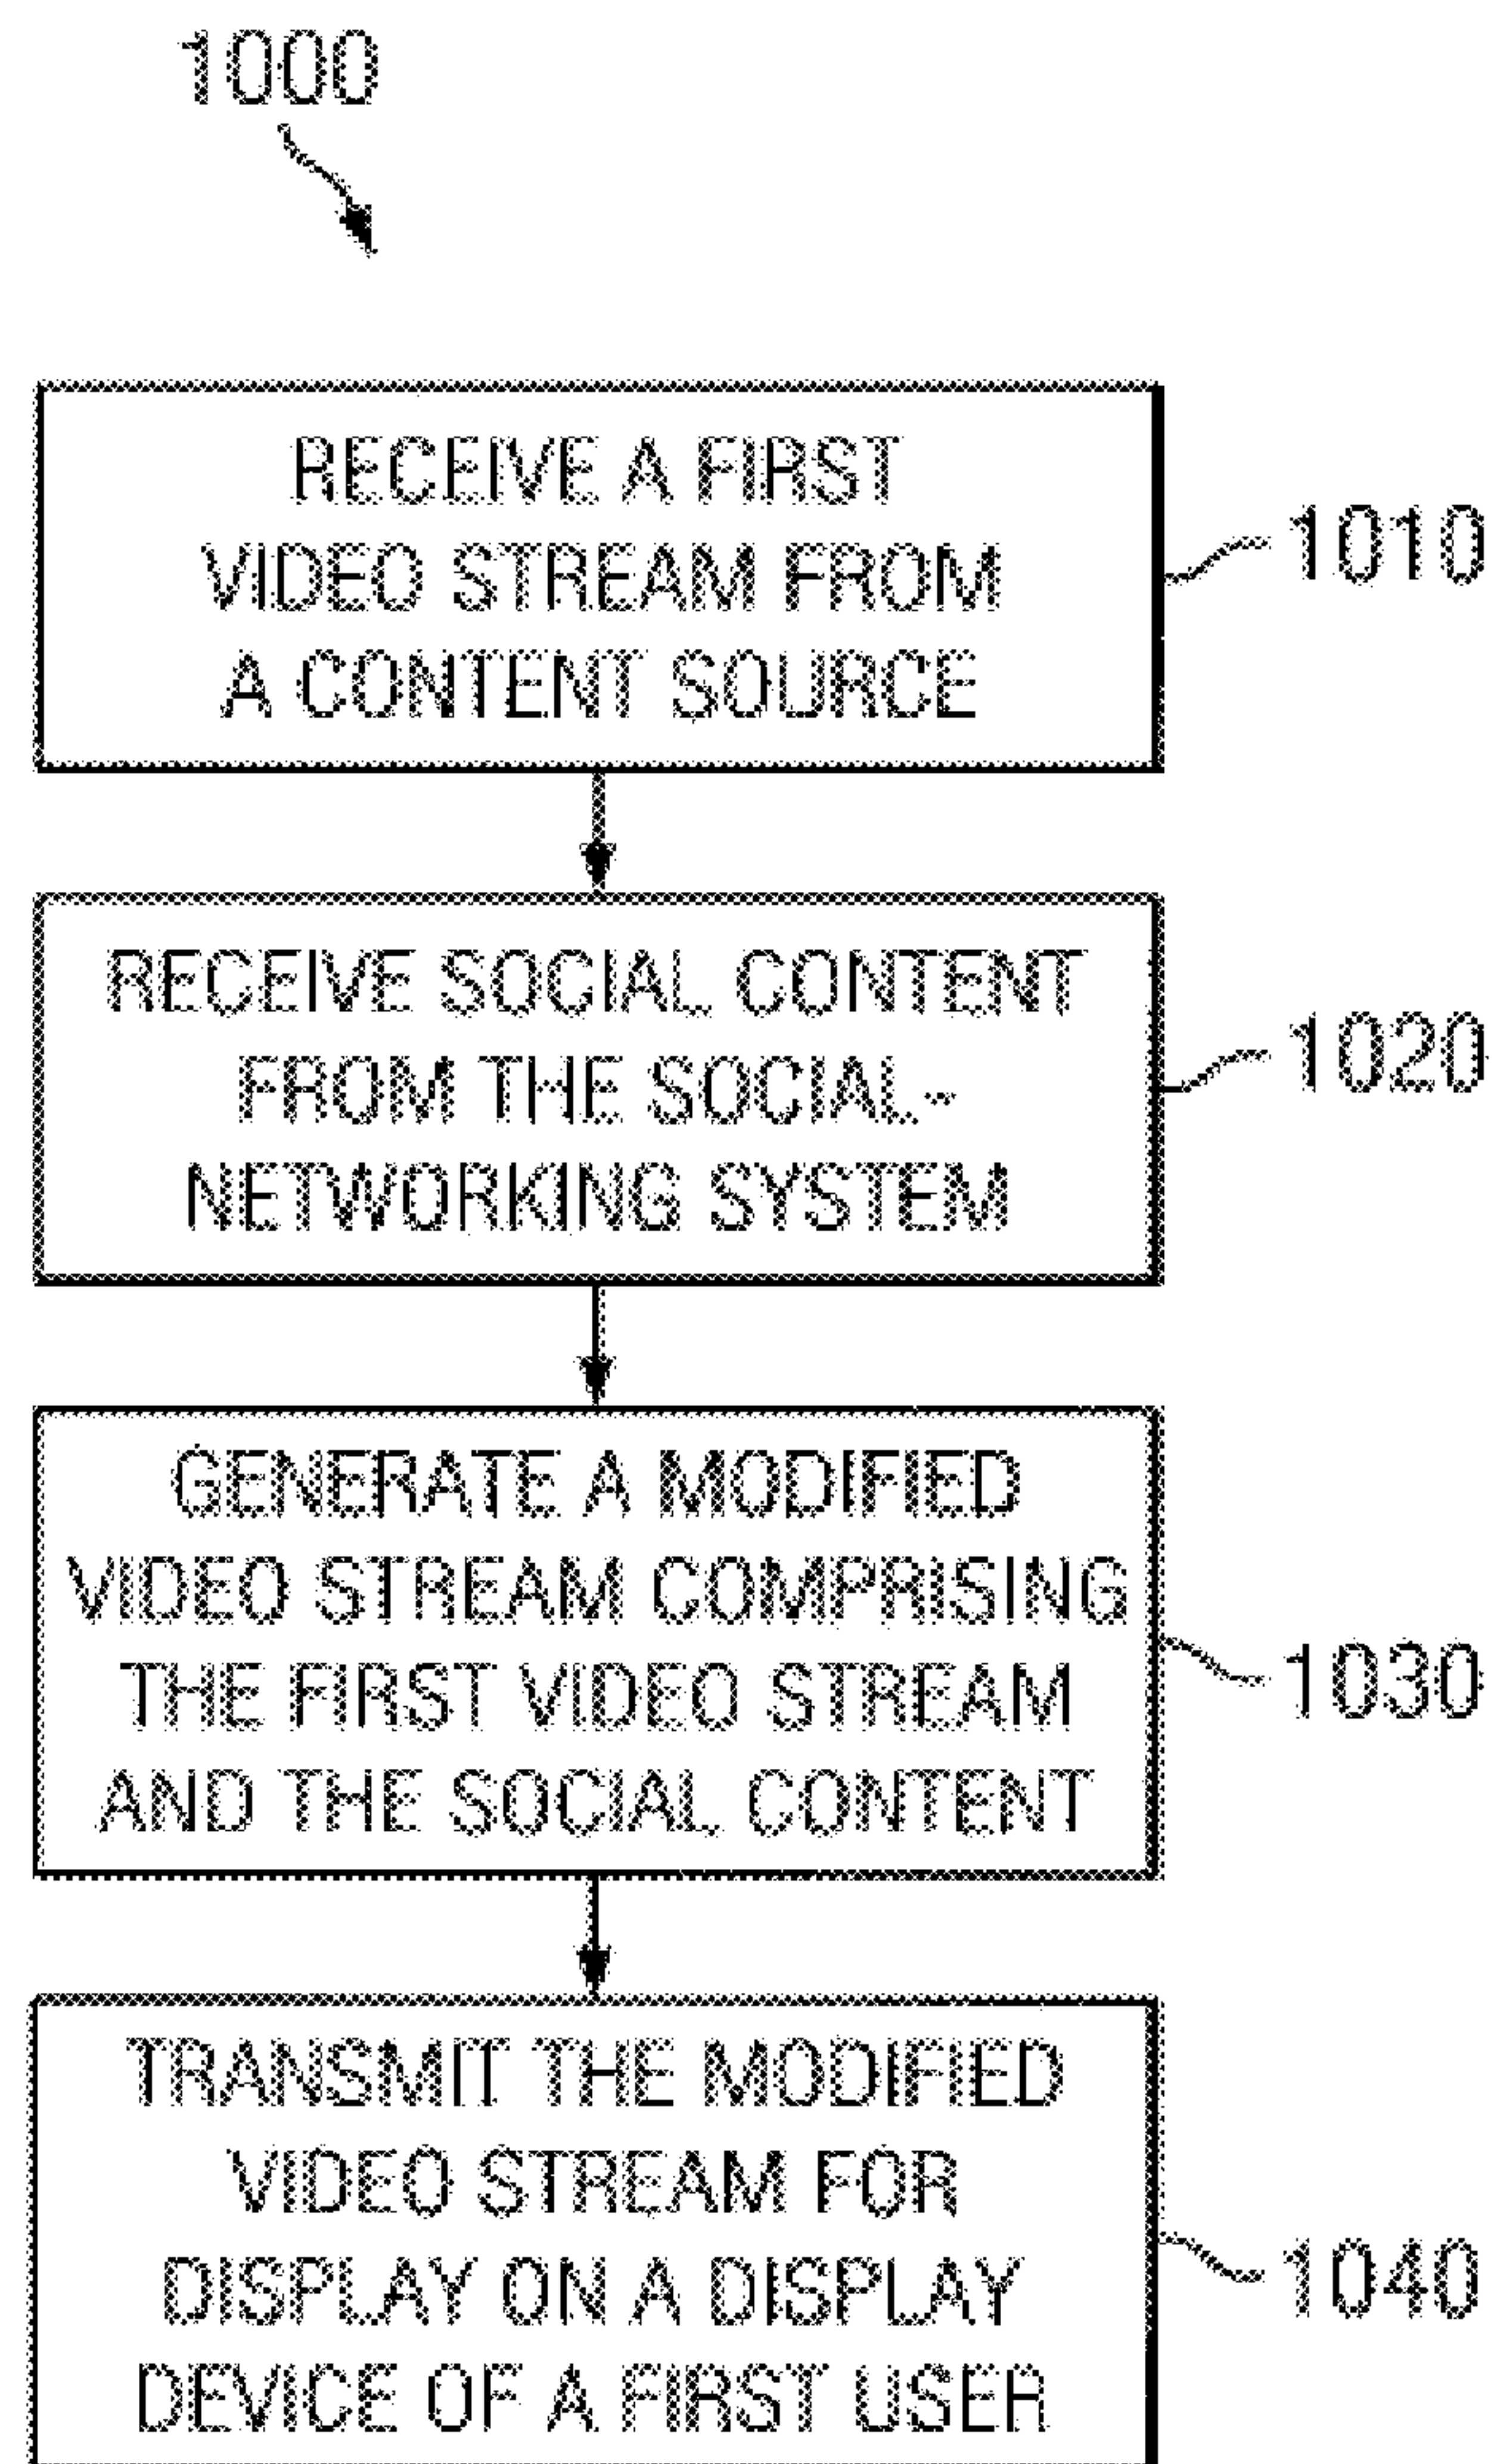 1000
RECEIVE A FIRST
VIDEO STREAM FROM
A CONTENT SOURCE
1010
RECEIVE SOCIAL CONTENT
FROM THE SOCIAL-
NETWORKING SYSTEM
1020
GENERATE A MODIFIED
VIDEO STREAM COMPRISING
THE FIRST VIDEO STREAM
AND THE SOCIAL CONTENT
1030
TRANSMIT THE MODIFIED
VIDEO STREAM FOR
DISPLAY ON A DISPLAY
DEVICE OF A FIRST USER
1040